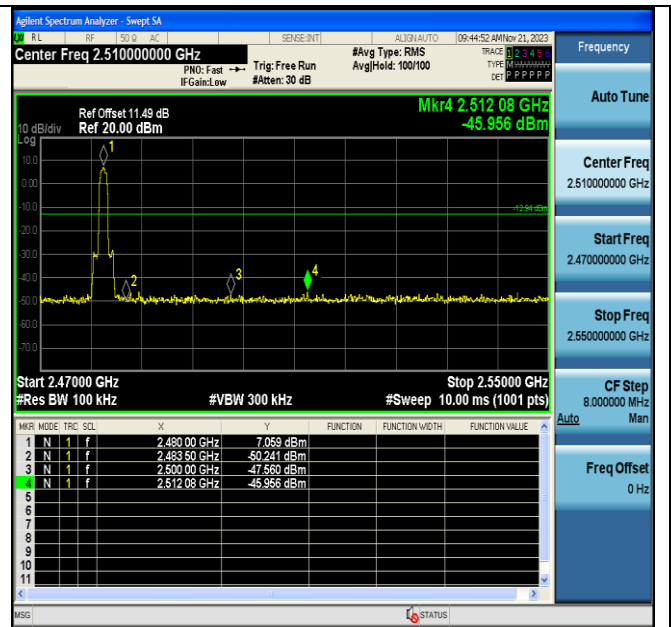 Agilent Spectrum Analyzer - Swept SA
RL RF 50 Ω AC SENSE:INT ALIGN AUTO 09:44:52 AM Nov 21, 2023
Center Freq 2.510000000 GHz
PNO: Fast
IFGain:Low
Trig: Free Run
#Atten: 30 dB
#Avg Type: RMS
Avg|Hold: 100/100
TRACE 1 2 3 4 5 6
TYPE
DET P P P P P P
Frequency
Mkr4 2.512 08 GHz
-45.956 dBm
Ref Offset 11.49 dB
10 dB/div Ref 20.00 dBm
Log
10.0
0.00
-10.0
-20.0
-30.0
-40.0
-50.0
-60.0
-70.0
1
2
3
4
-12.94 dBm
Start 2.47000 GHz Stop 2.55000 GHz
#Res BW 100 kHz #VBW 300 kHz #Sweep 10.00 ms (1001 pts)
MKR MODE TRC SCL X Y FUNCTION FUNCTION WIDTH FUNCTION VALUE
1 N 1 f 2.480 00 GHz 7.059 dBm
2 N 1 f 2.483 50 GHz -50.241 dBm
3 N 1 f 2.500 00 GHz -47.560 dBm
4 N 1 f 2.512 08 GHz -45.956 dBm
5
6
7
8
9
10
11
MSG STATUS
Auto Tune
Center Freq
2.510000000 GHz
Start Freq
2.470000000 GHz
Stop Freq
2.550000000 GHz
CF Step
8.000000 MHz
Auto Man
Freq Offset
0 Hz